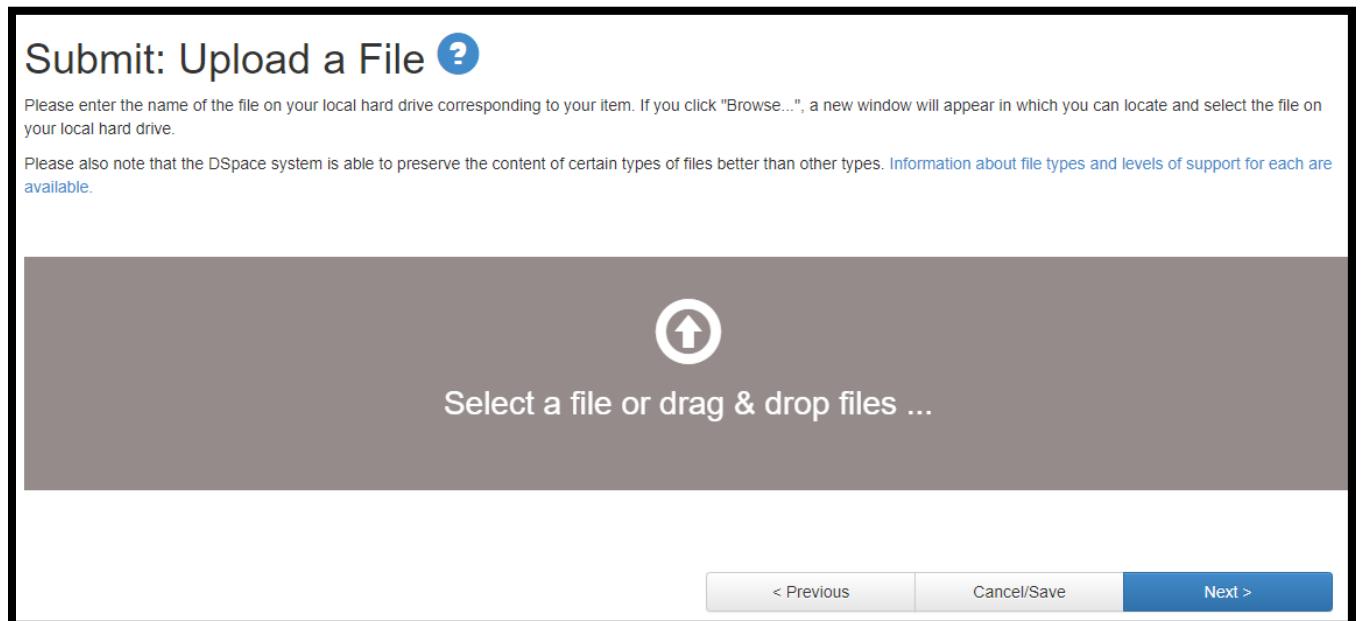 Submit: Upload a File ?
Please enter the name of the file on your local hard drive corresponding to your item. If you click "Browse...", a new window will appear in which you can locate and select the file on
your local hard drive.
Please also note that the DSpace system is able to preserve the content of certain types of files better than other types. Information about file types and levels of support for each are
available.
Select a file or drag & drop files ...
< Previous
Cancel/Save
Next >